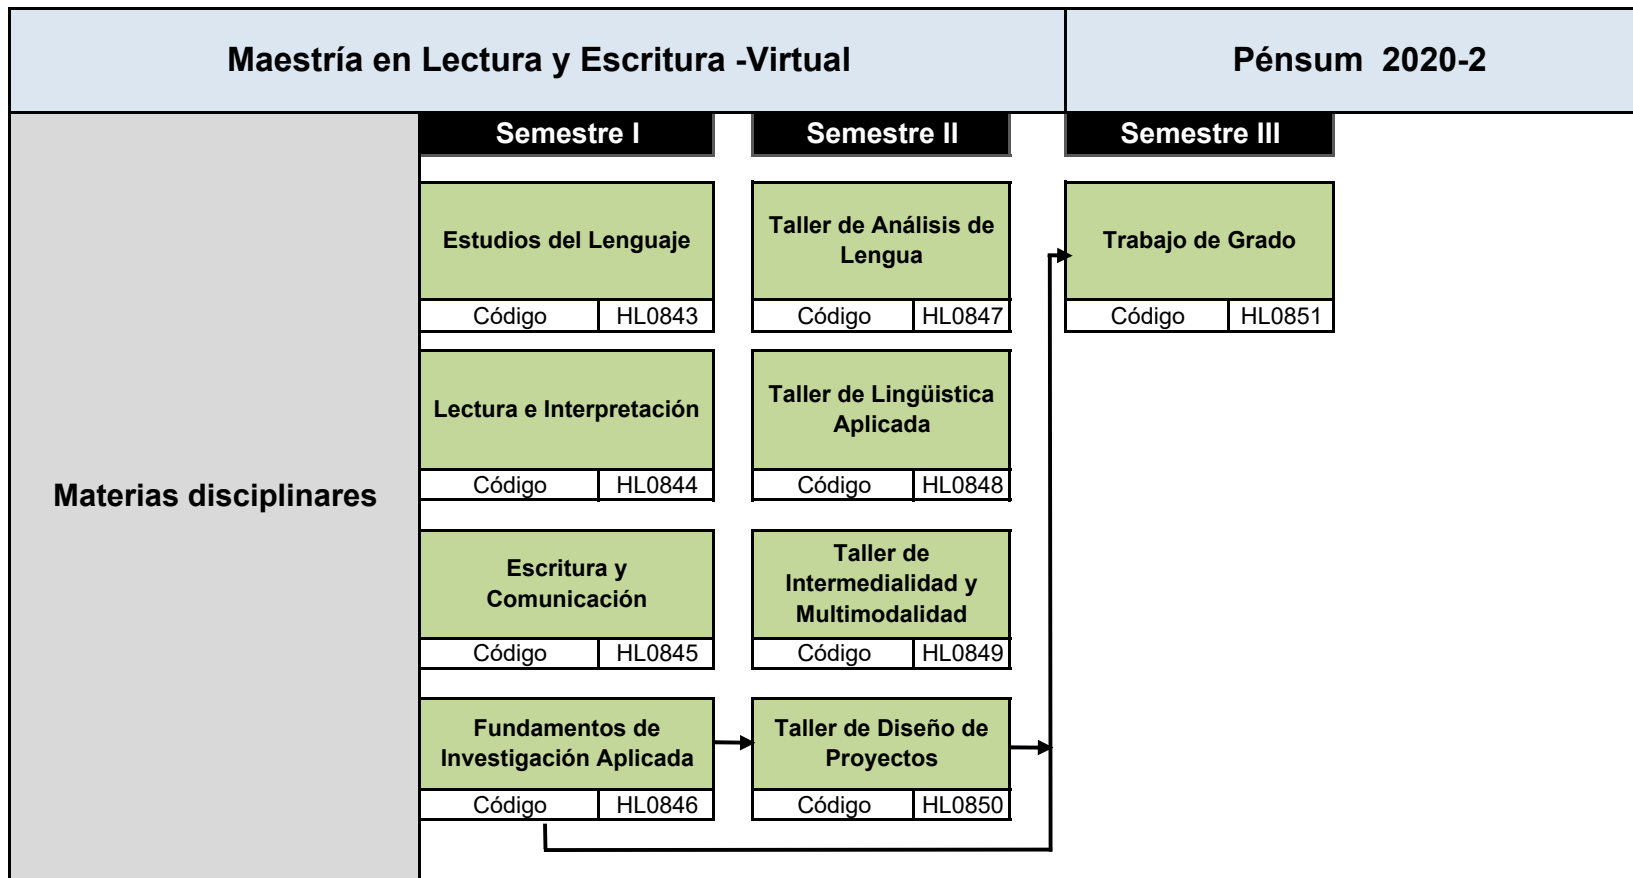 Maestría en Lectura y Escritura -Virtual
Pénsum 2020-2
Materias disciplinares
Semestre I
Semestre II
Semestre III
Estudios del Lenguaje
Código HL0843
Taller de Análisis de
Lengua
Código HL0847
Trabajo de Grado
Código HL0851
Lectura e Interpretación
Código HL0844
Taller de Lingüistica
Aplicada
Código HL0848
Escritura y
Comunicación
Código HL0845
Taller de
Intermedialidad y
Multimodalidad
Código HL0849
Fundamentos de
Investigación Aplicada
Código HL0846
Taller de Diseño de
Proyectos
Código HL0850